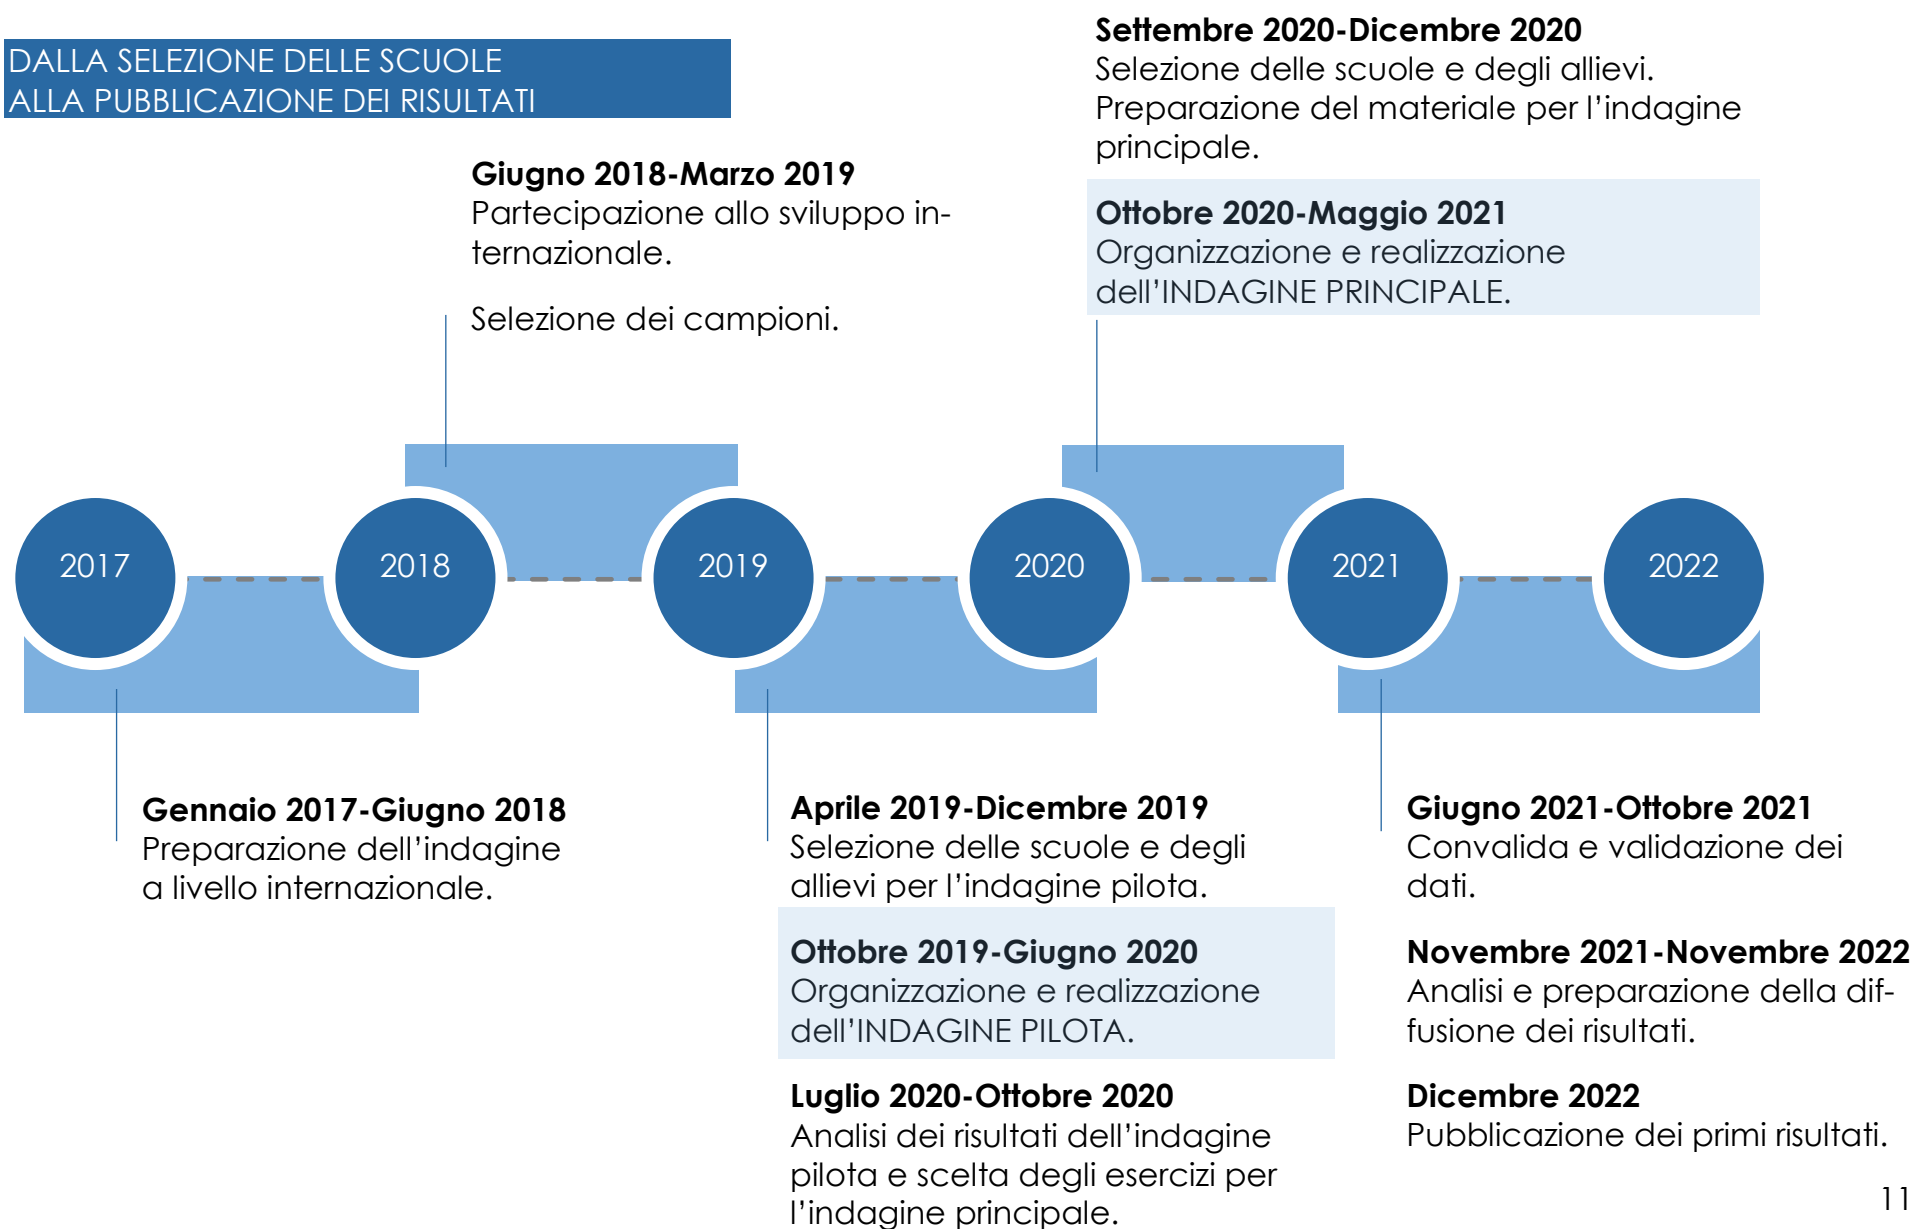 DALLA SELEZIONE DELLE SCUOLE
ALLA PUBBLICAZIONE DEI RISULTATI
Giugno 2018-Marzo 2019
Partecipazione allo sviluppo in-
ternazionale.
Selezione dei campioni.
Settembre 2020-Dicembre 2020
Selezione delle scuole e degli allievi.
Preparazione del materiale per l’indagine
principale.
Ottobre 2020-Maggio 2021
Organizzazione e realizzazione
dell’INDAGINE PRINCIPALE.
2017
2018
2019
2020
2021
2022
Gennaio 2017-Giugno 2018
Preparazione dell’indagine
a livello internazionale.
Aprile 2019-Dicembre 2019
Selezione delle scuole e degli
allievi per l’indagine pilota.
Ottobre 2019-Giugno 2020
Organizzazione e realizzazione
dell’INDAGINE PILOTA.
Luglio 2020-Ottobre 2020
Analisi dei risultati dell’indagine
pilota e scelta degli esercizi per
l’indagine principale.
Giugno 2021-Ottobre 2021
Convalida e validazione dei
dati.
Novembre 2021-Novembre 2022
Analisi e preparazione della dif-
fusione dei risultati.
Dicembre 2022
Pubblicazione dei primi risultati.
11